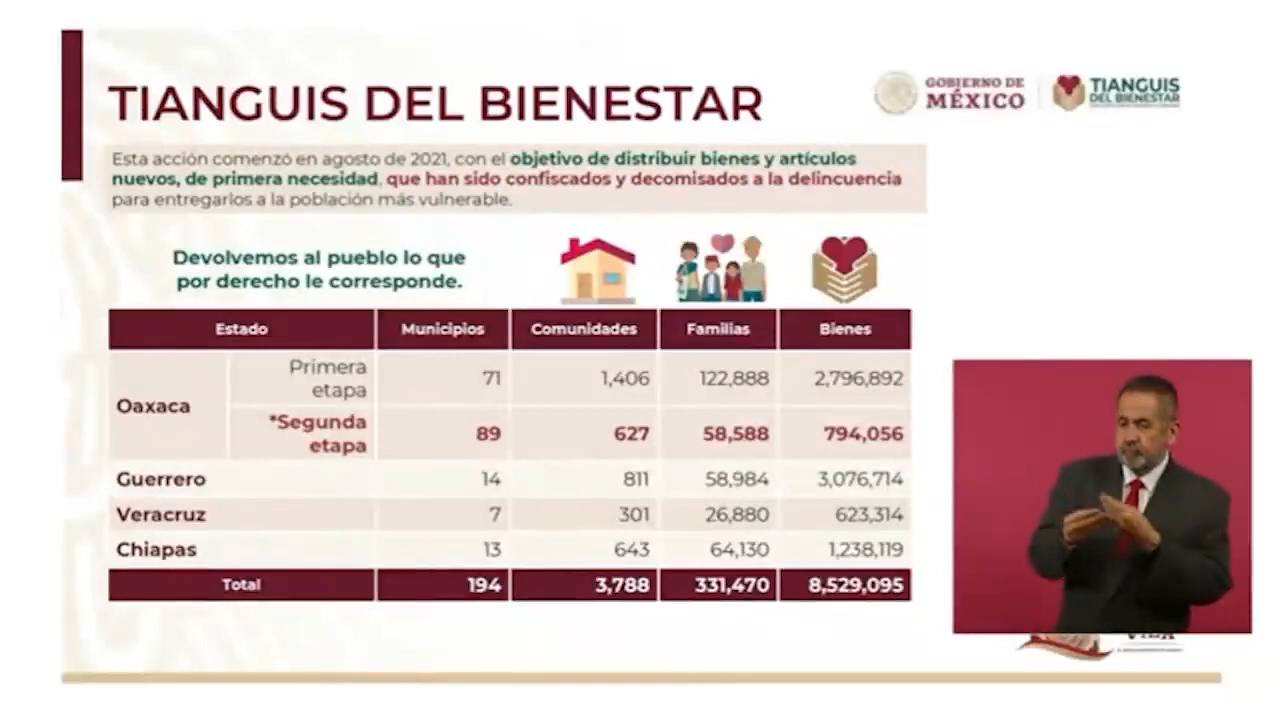 TIANGUIS DEL BIENESTAR
GOBIERNO DE
MÉXICO
TIANGUIS
DEL BIENESTAR
Esta acción comenzó en agosto de 2021, con el objetivo de distribuir bienes y artículos
nuevos, de primera necesidad, que han sido confiscados y decomisados a la delincuencia
para entregarlos a la población más vulnerable.
Devolvemos al pueblo lo que
por derecho le corresponde.
Estado Municipios Comunidades Familias Bienes
Oaxaca
Primera
etapa
71 1,406 122,888 2,796,892
*Segunda
etapa
89 627 58,588 794,056
Guerrero 14 811 58,984 3,076,714
Veracruz 7 301 26,880 623,314
Chiapas 13 643 64,130 1,238,119
Total 194 3,788 331,470 8,529,095